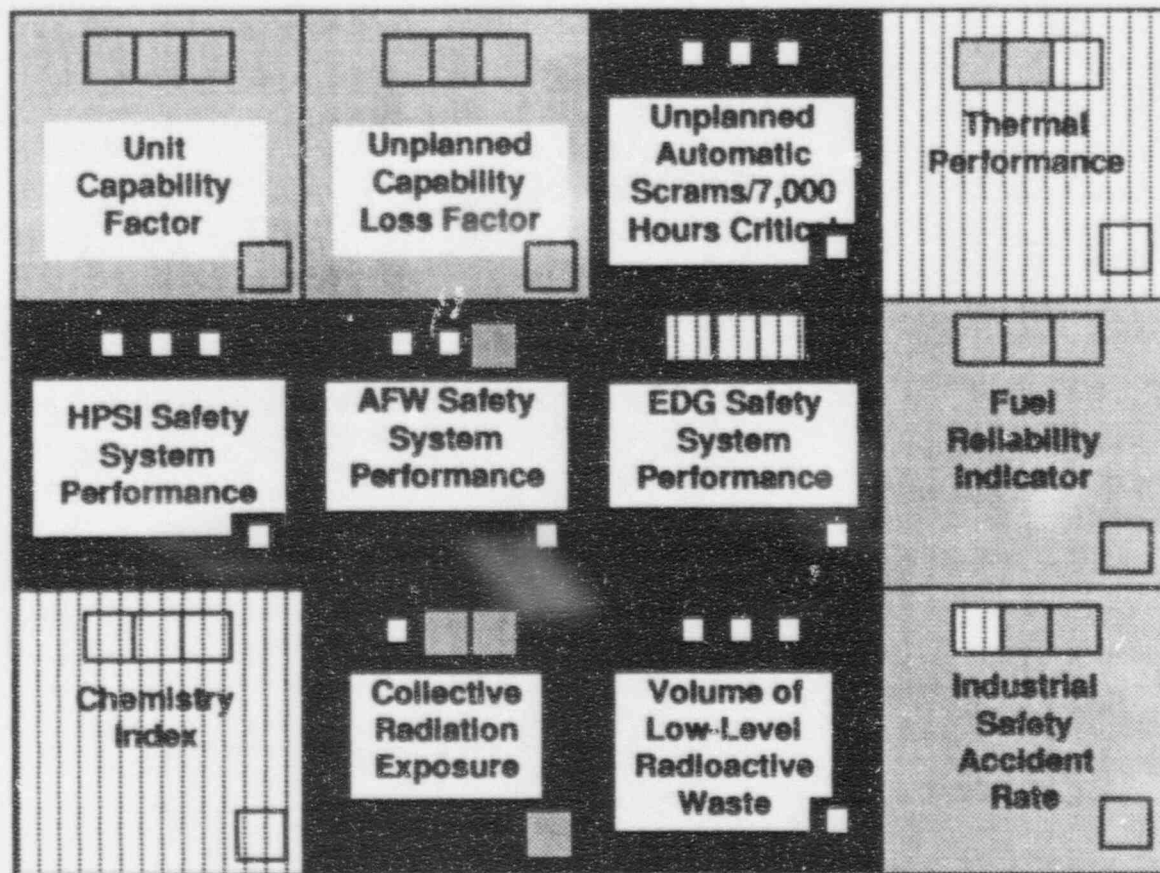 Unit
Capability
Factor
Unplanned
Capability
Loss Factor
Unplanned
Automatic
Scrams/7,000
Hours Critical
Thermal
Performance
HPSI Safety
System
Performance
AFW Safety
System
Performance
EDG Safety
System
Performance
Fuel
Reliability
Indicator
Chemistry
Index
Collective
Radiation
Exposure
Volume of
Low-Level
Radioactive
Waste
Industrial
Safety
Accident
Rate